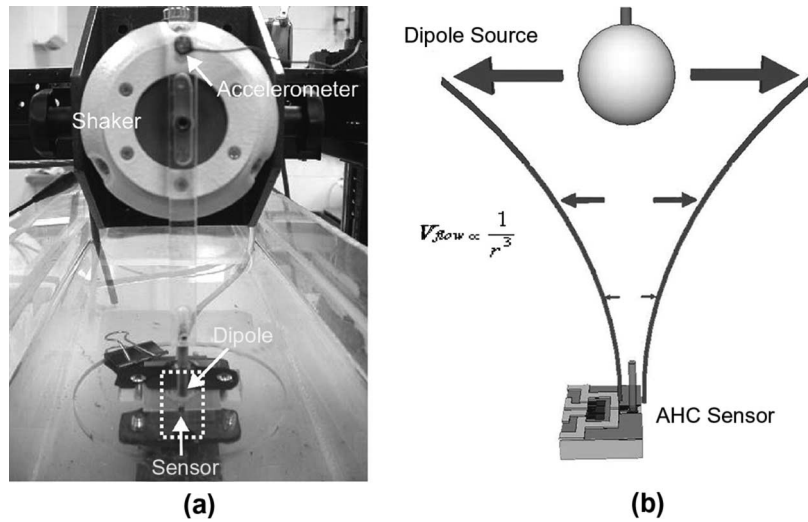 Accelerometer
Shaker
Dipole
Sensor
(a)
Dipole Source
V_flow ∝ 1/r^3
AHC Sensor
(b)